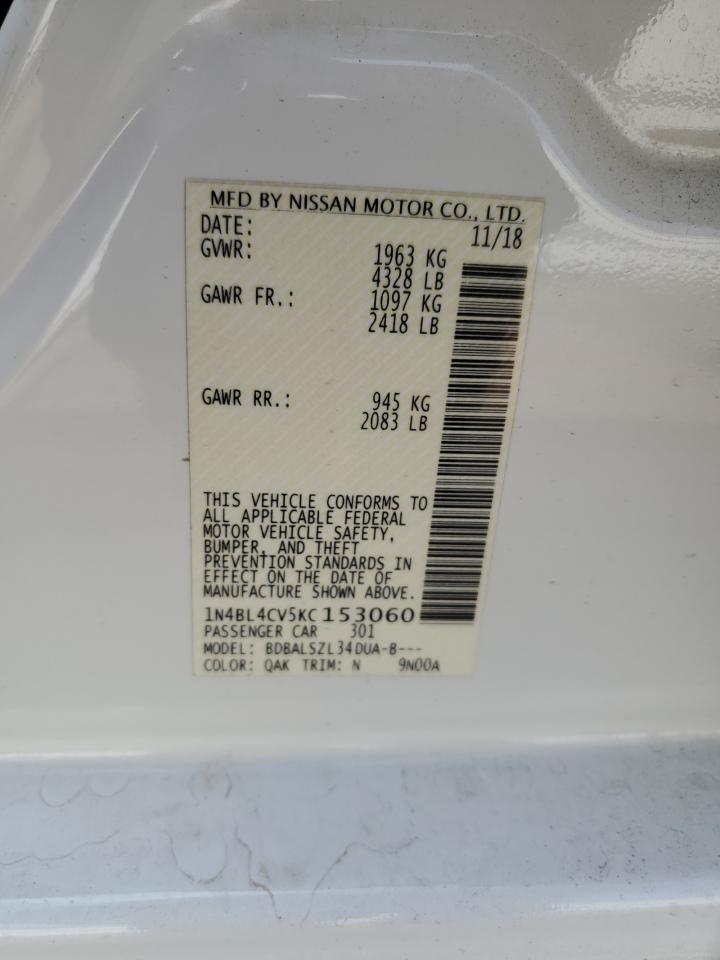 MFD BY NISSAN MOTOR CO., LTD.
DATE: 11/18
GVWR: 1963 KG
4328 LB
GAWR FR.: 1097 KG
2418 LB
GAWR RR.: 945 KG
2083 LB
THIS VEHICLE CONFORMS TO
ALL APPLICABLE FEDERAL
MOTOR VEHICLE SAFETY,
BUMPER, AND THEFT
PREVENTION STANDARDS IN
EFFECT ON THE DATE OF
MANUFACTURE SHOWN ABOVE.
1N4BL4CV5KC153060
PASSENGER CAR 301
MODEL: BDBALSZL34DUA-B---
COLOR: QAK TRIM: N 9N00A